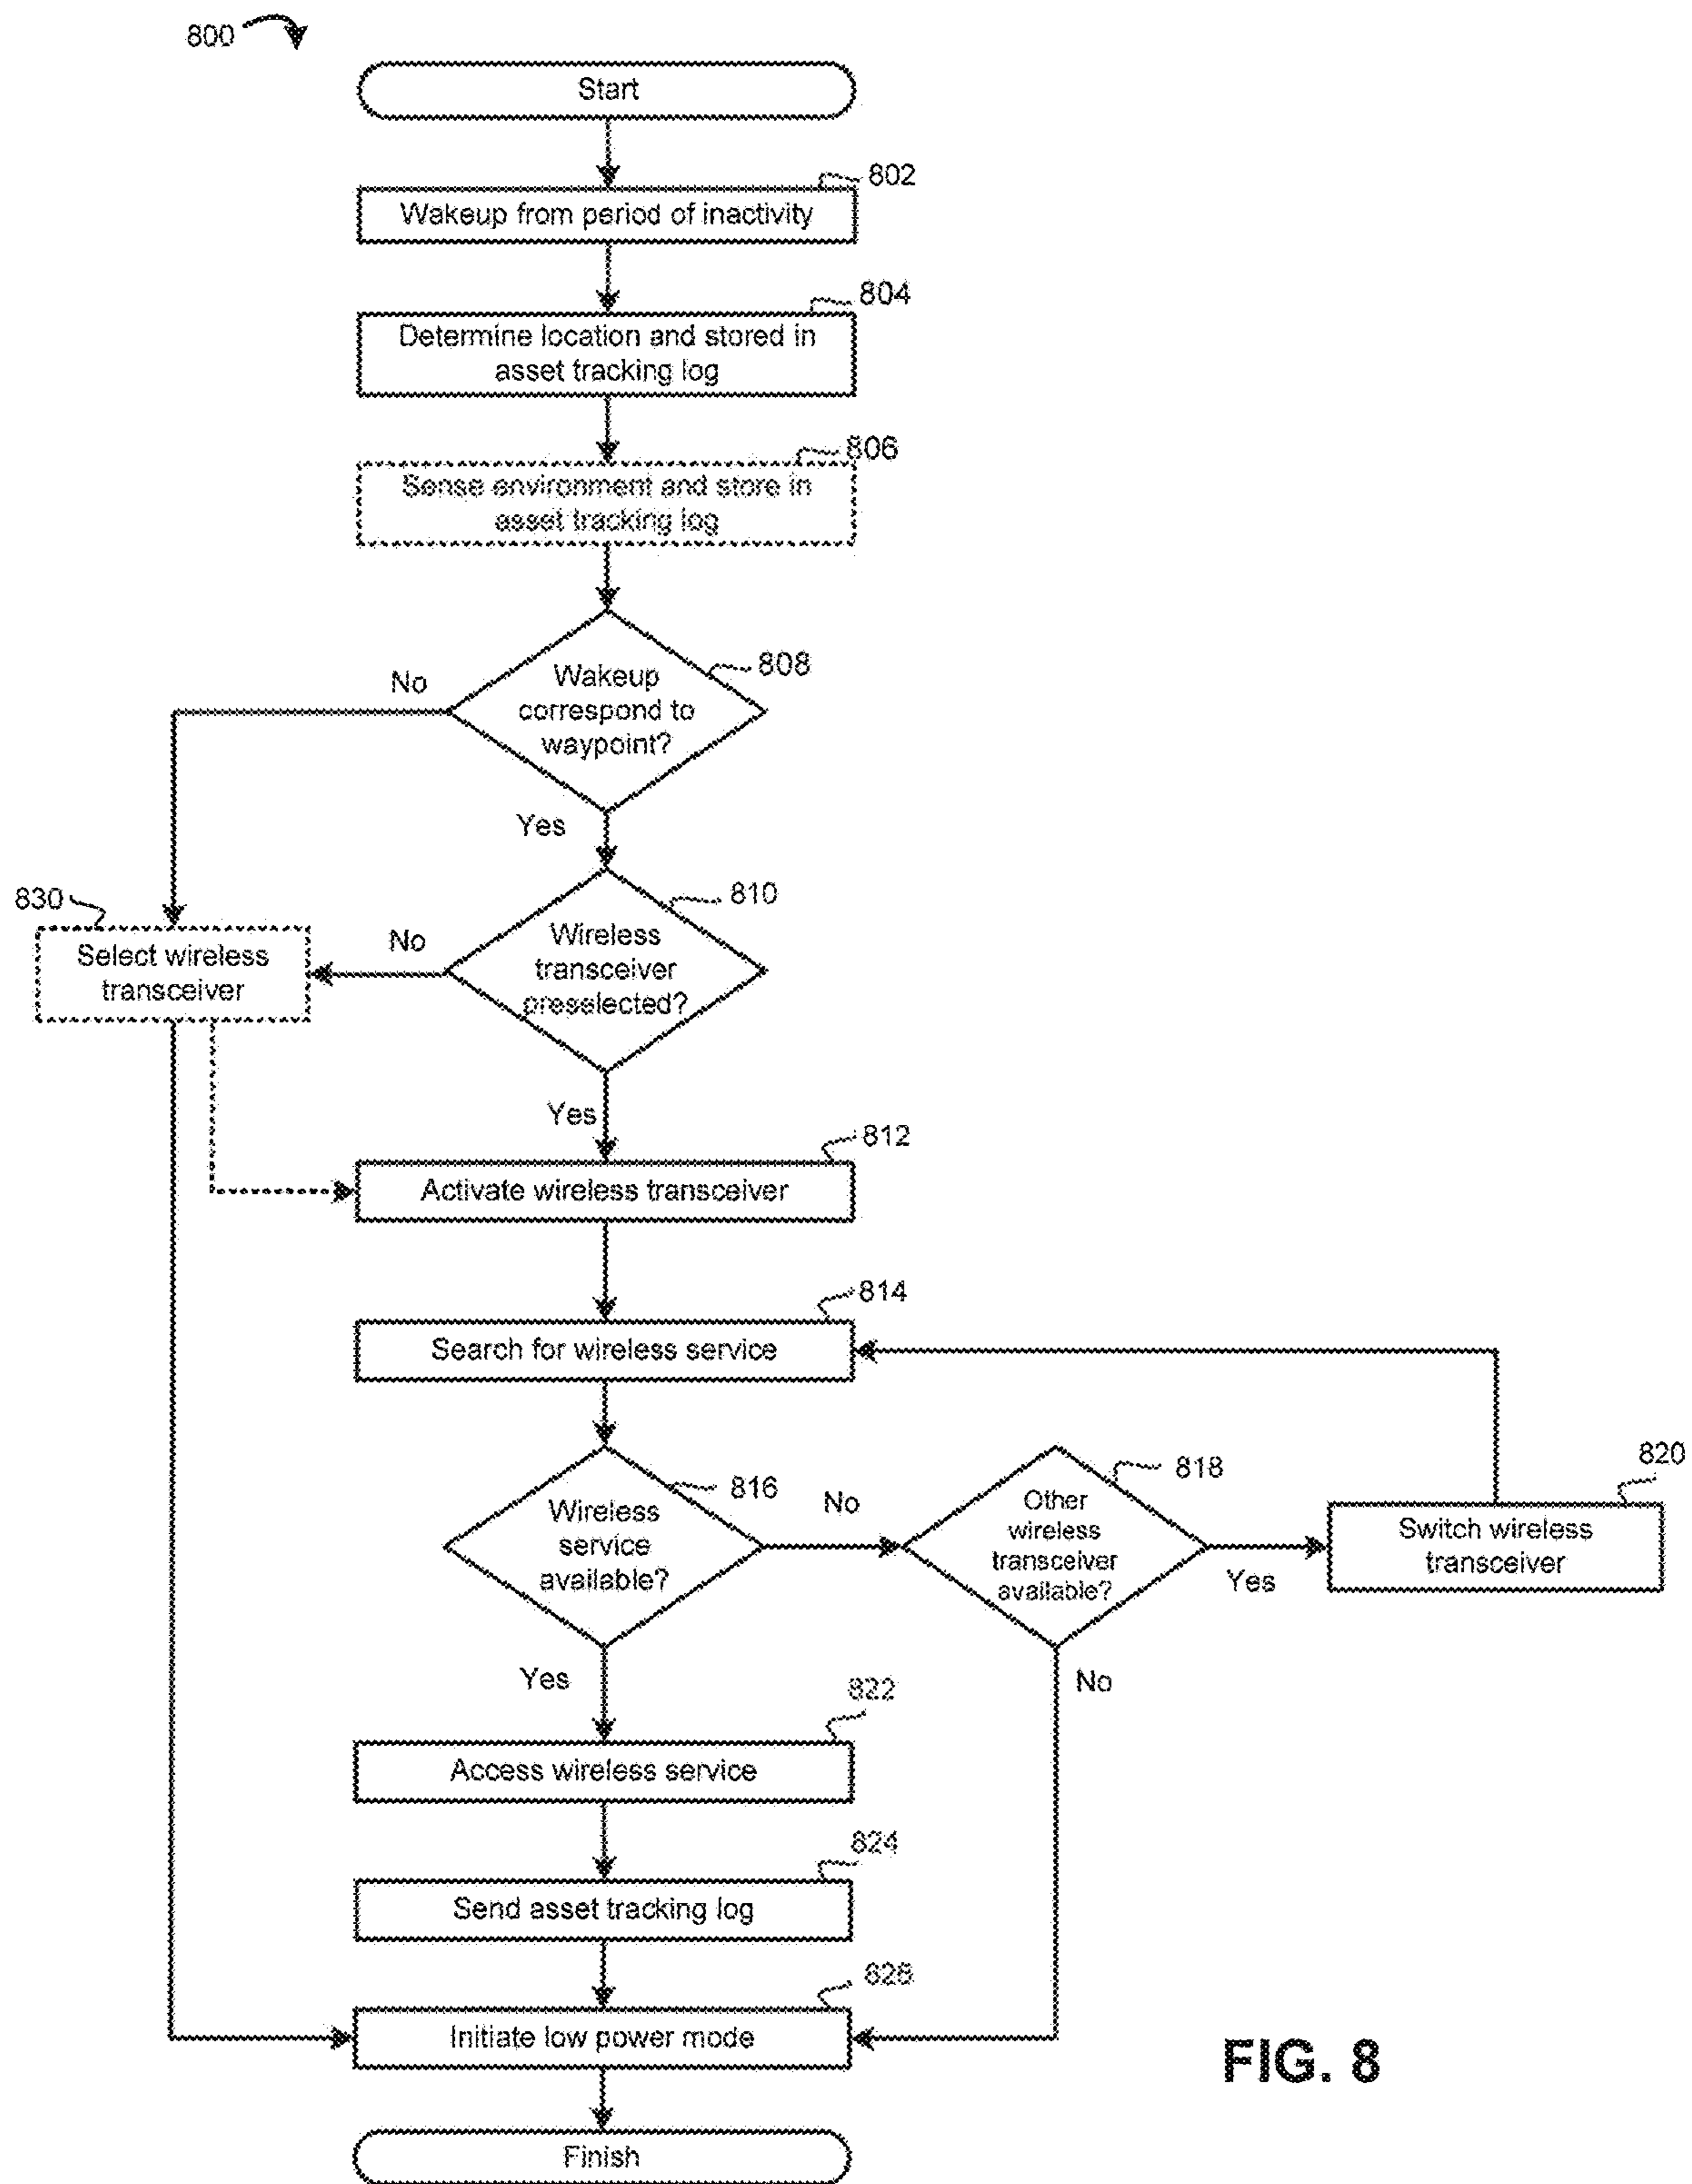 800
Start
802
Wakeup from period of inactivity
804
Determine location and stored in
asset tracking log
806
Sense environment and store in
asset tracking log
808
Wakeup
correspond to
waypoint?
No
Yes
830
Select wireless
transceiver
810
Wireless
transceiver
preselected?
No
Yes
812
Activate wireless transceiver
814
Search for wireless service
816
Wireless
service
available?
No
818
Other
wireless
transceiver
available?
Yes
820
Switch wireless
transceiver
Yes
No
822
Access wireless service
824
Send asset tracking log
828
Initiate low power mode
Finish
FIG. 8